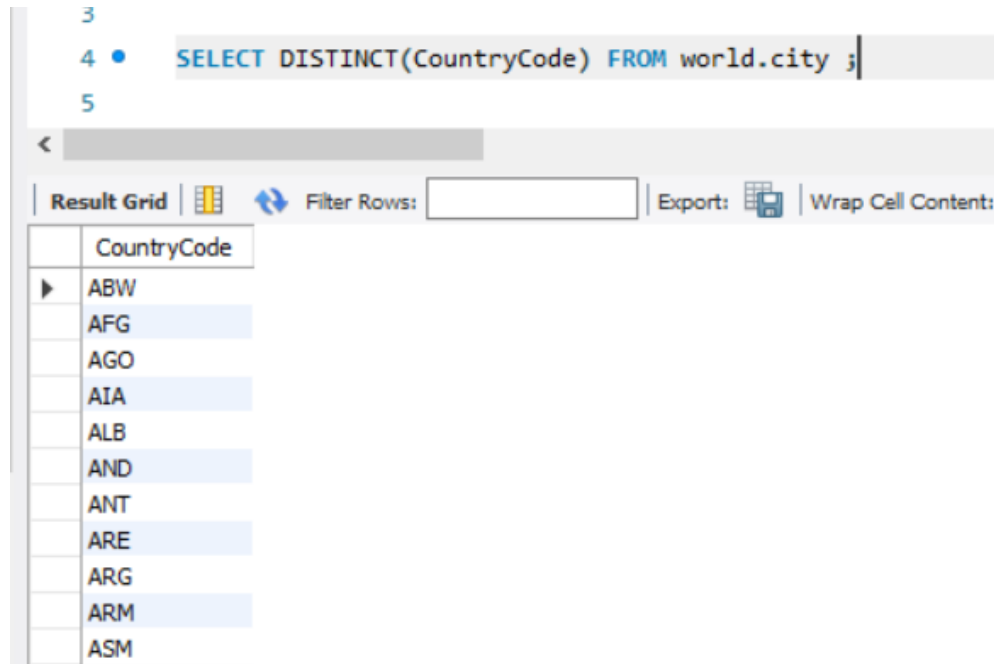 3
4 SELECT DISTINCT(CountryCode) FROM world.city ;
5
Result Grid Filter Rows: Export: Wrap Cell Content:
CountryCode
ABW
AFG
AGO
AIA
ALB
AND
ANT
ARE
ARG
ARM
ASM